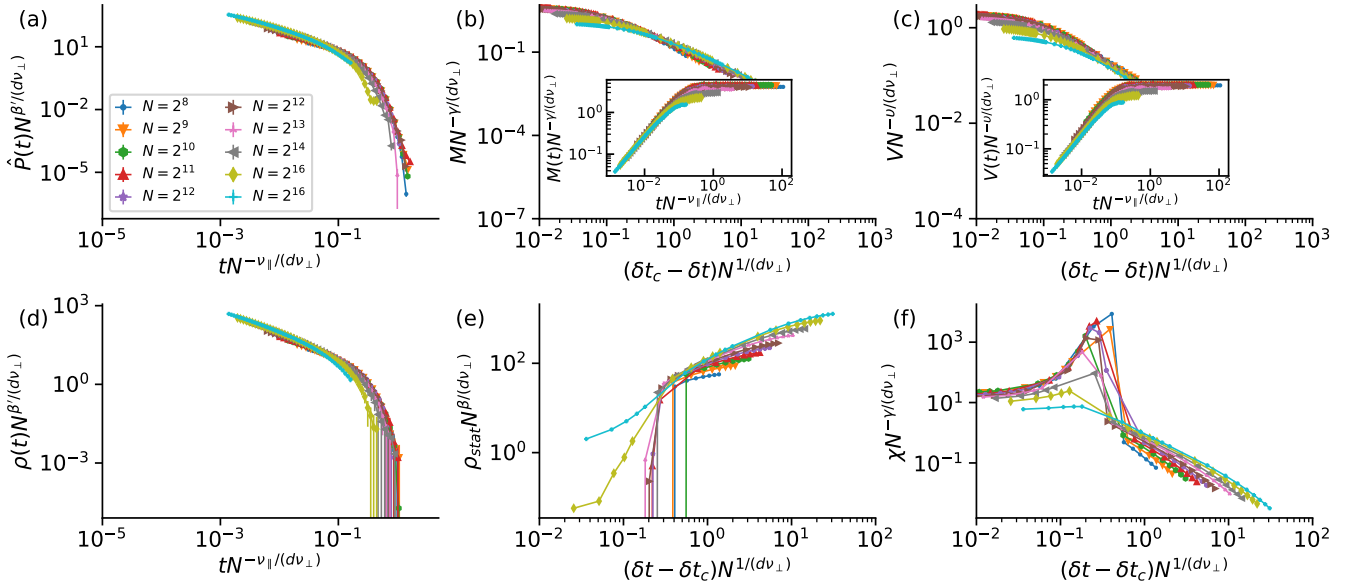 (a)
10^1
10^{-2}
10^{-5}
P̂(t)N^{β′/(dν⊥)}
N = 2^8
N = 2^9
N = 2^{10}
N = 2^{11}
N = 2^{12}
N = 2^{12}
N = 2^{13}
N = 2^{14}
N = 2^{16}
N = 2^{16}
10^{-5} 10^{-3} 10^{-1}
tN^{-ν∥/(dν⊥)}
(b)
10^{-1}
10^{-4}
10^{-7}
MN^{-γ/(dν⊥)}
M(t)N^{-γ/(dν⊥)}
10^0
10^{-1}
10^{-2} 10^0 10^2
tN^{-ν∥/(dν⊥)}
10^{-2} 10^{-1} 10^0 10^1 10^2 10^3
(δt_c − δt)N^{1/(dν⊥)}
(c)
10^0
10^{-2}
10^{-4}
VN^{-υ/(dν⊥)}
V(t)N^{-υ/(dν⊥)}
10^0
10^{-1}
10^{-2} 10^0 10^2
tN^{-ν∥/(dν⊥)}
10^{-2} 10^{-1} 10^0 10^1 10^2 10^3
(δt_c − δt)N^{1/(dν⊥)}
(d)
10^3
10^0
10^{-3}
ρ(t)N^{β′/(dν⊥)}
10^{-5} 10^{-3} 10^{-1}
tN^{-ν∥/(dν⊥)}
(e)
10^2
10^0
ρ_{stat}N^{β/(dν⊥)}
10^{-2} 10^{-1} 10^0 10^1 10^2
(δt − δt_c)N^{1/(dν⊥)}
(f)
10^3
10^1
10^{-1}
χN^{-γ/(dν⊥)}
10^{-2} 10^{-1} 10^0 10^1 10^2
(δt − δt_c)N^{1/(dν⊥)}